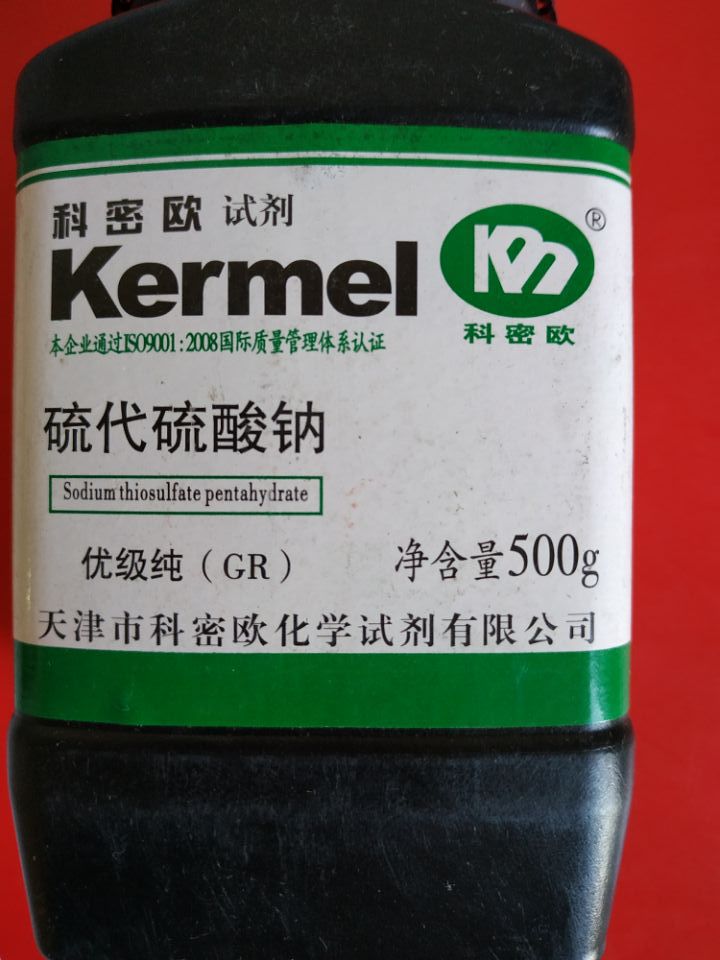 科密欧 试剂
Kermel
®
科密欧
本企业通过ISO9001:2008国际质量管理体系认证
硫代硫酸钠
Sodium thiosulfate pentahydrate
优级纯（GR） 净含量500g
天津市科密欧化学试剂有限公司